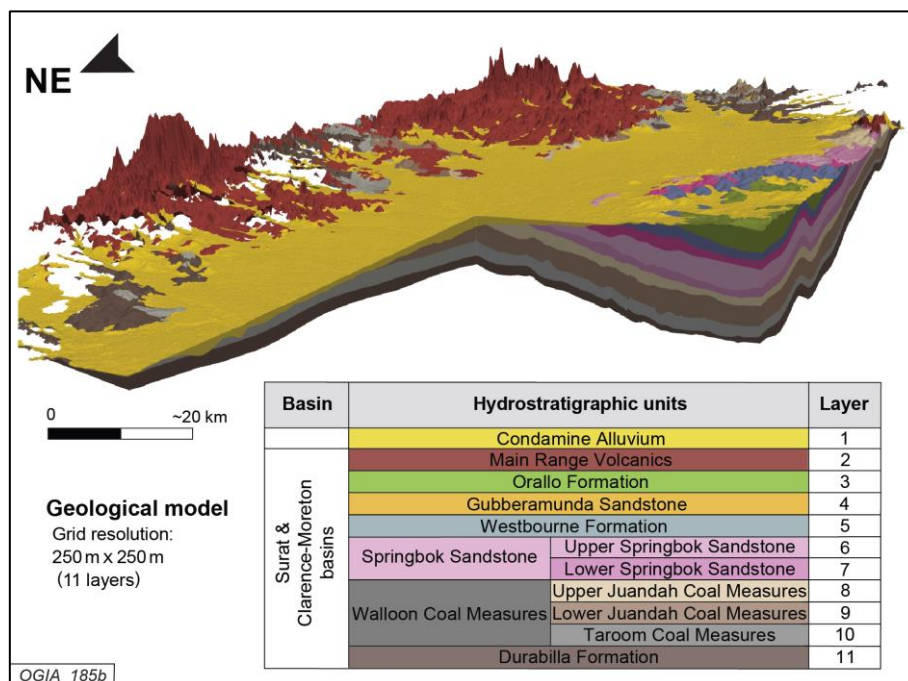 NE
0 ~20 km
Geological model
Grid resolution:
250 m x 250 m
(11 layers)
OGIA_185b
Basin Hydrostratigraphic units Layer
Condamine Alluvium 1
Surat & Clarence-Moreton basins
Main Range Volcanics 2
Orallo Formation 3
Gubberamunda Sandstone 4
Westbourne Formation 5
Springbok Sandstone Upper Springbok Sandstone 6
Lower Springbok Sandstone 7
Walloon Coal Measures Upper Juandah Coal Measures 8
Lower Juandah Coal Measures 9
Taroom Coal Measures 10
Durabilla Formation 11